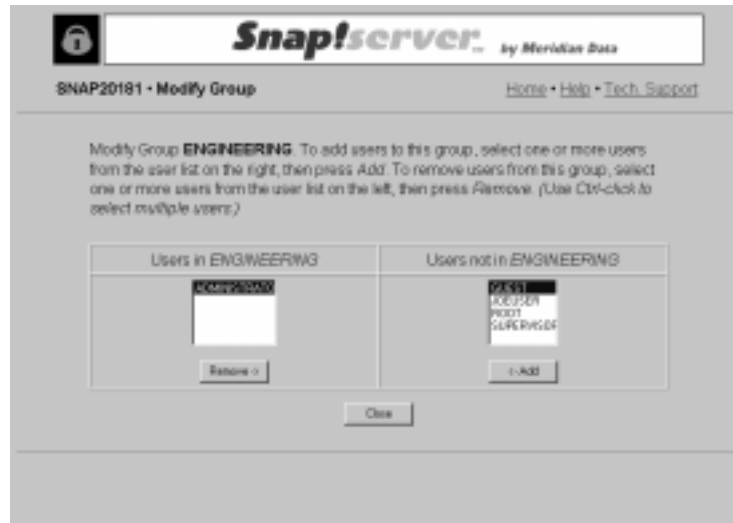 Snap!server™ by Meridian Data
SNAP20181 • Modify Group
Home • Help • Tech. Support
Modify Group ENGINEERING. To add users to this group, select one or more users
from the user list on the right, then press Add. To remove users from this group, select
one or more users from the user list on the left, then press Remove. (Use Ctrl-click to
select multiple users.)
Users in ENGINEERING
Users not in ENGINEERING
ADMINISTRATO
GUEST
JOEUSER
ROOT
SUPERVISOR
Remove ->
<- Add
Close